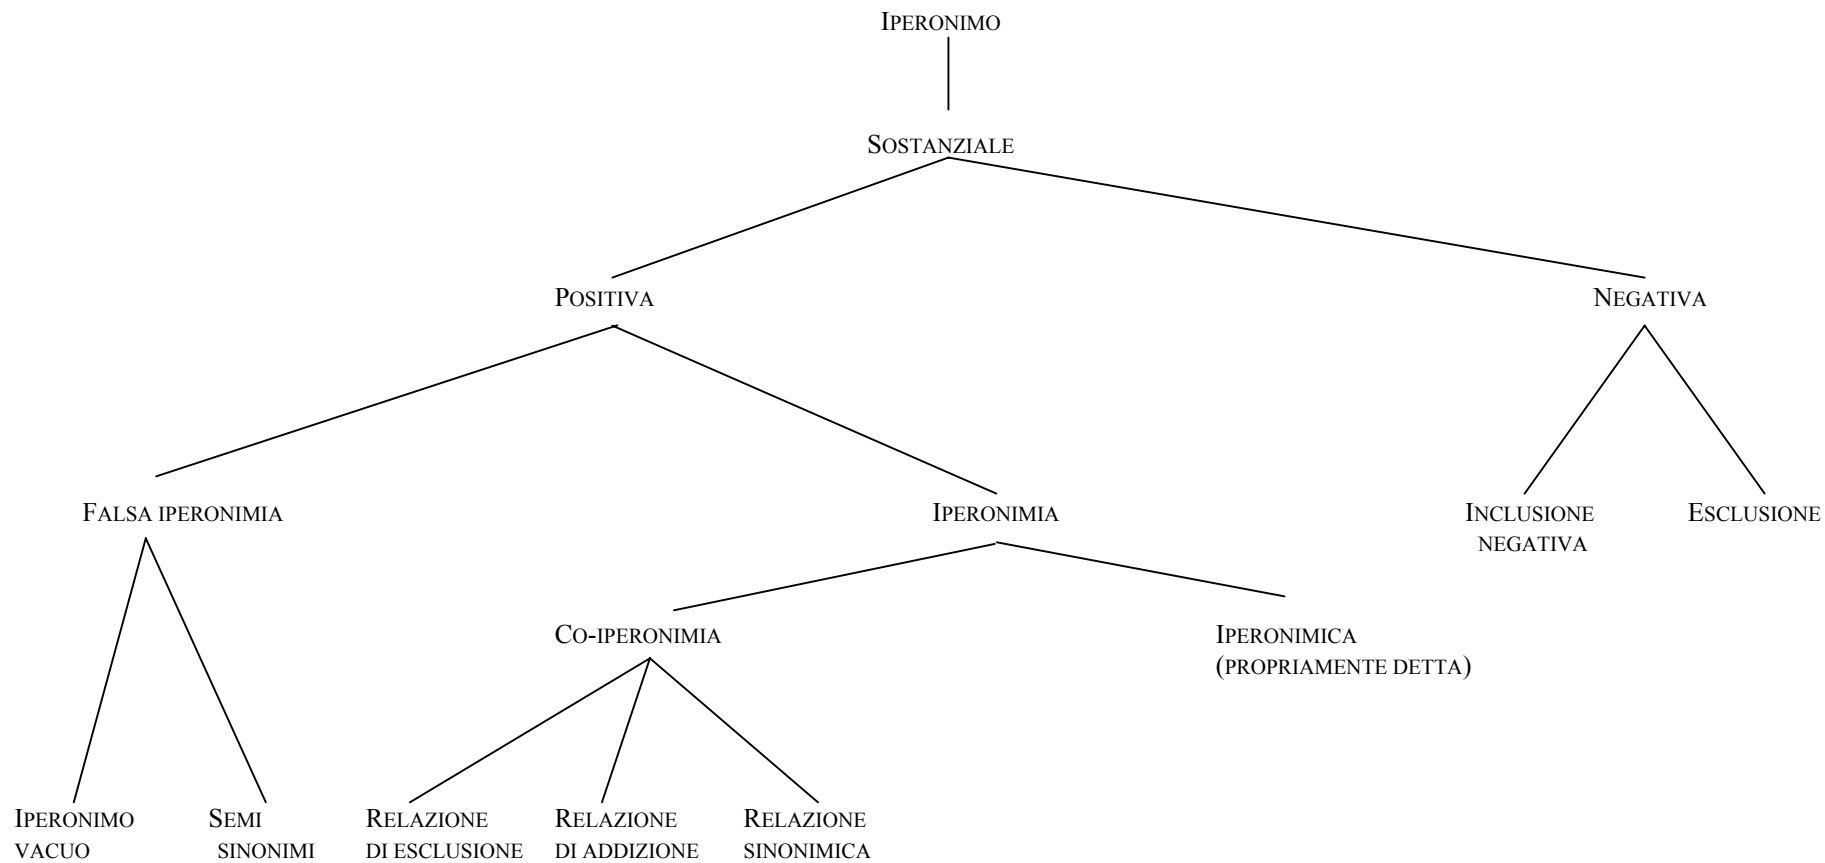 IPERONIMO
SOSTANZIALE
POSITIVA
NEGATIVA
FALSA IPERONIMIA
IPERONIMIA
INCLUSIONE
NEGATIVA
ESCLUSIONE
CO-IPERONIMIA
IPERONIMICA
(PROPRIAMENTE DETTA)
IPERONIMO
VACUO
SEMI
SINONIMI
RELAZIONE
DI ESCLUSIONE
RELAZIONE
DI ADDIZIONE
RELAZIONE
SINONIMICA